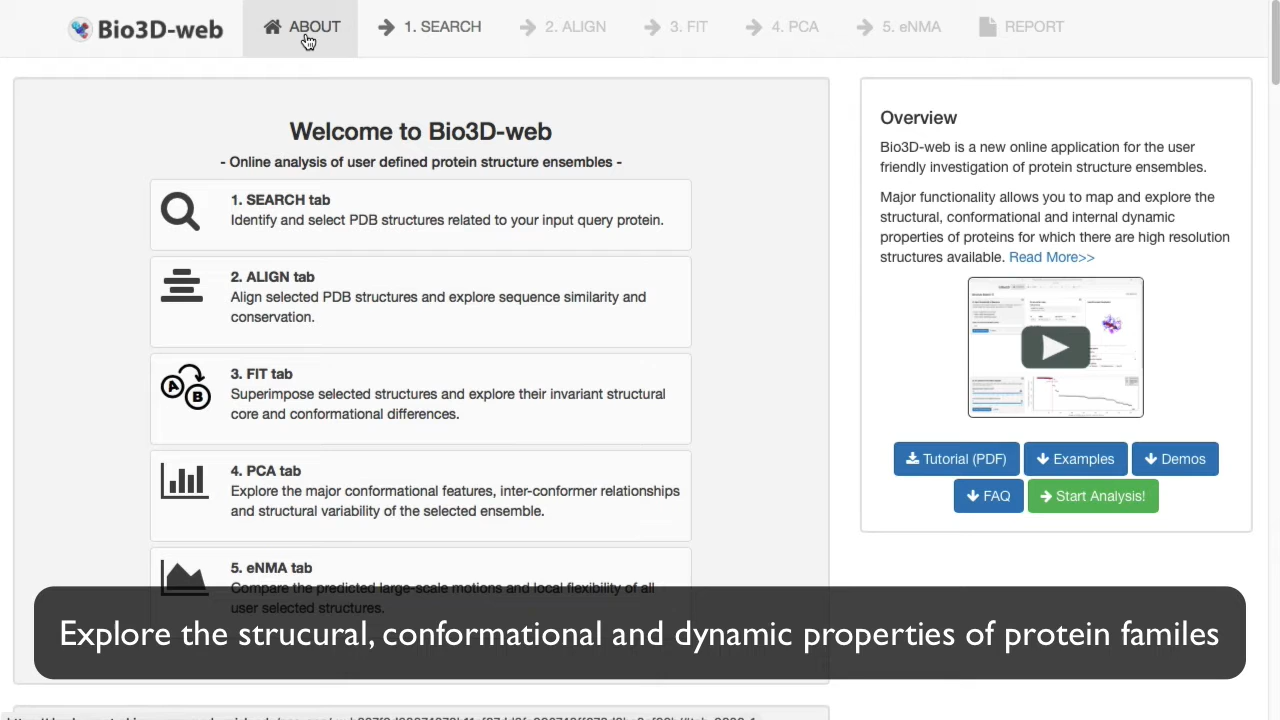 Bio3D-web
ABOUT
1. SEARCH
2. ALIGN
3. FIT
4. PCA
5. eNMA
REPORT
Welcome to Bio3D-web
- Online analysis of user defined protein structure ensembles -
1. SEARCH tab
Identify and select PDB structures related to your input query protein.
2. ALIGN tab
Align selected PDB structures and explore sequence similarity and
conservation.
3. FIT tab
A
B
Superimpose selected structures and explore their invariant structural
core and conformational differences.
4. PCA tab
Explore the major conformational features, inter-conformer relationships
and structural variability of the selected ensemble.
5. eNMA tab
Compare the predicted large-scale motions and local flexibility of all
user selected structures.
Overview
Bio3D-web is a new online application for the user
friendly investigation of protein structure ensembles.
Major functionality allows you to map and explore the
structural, conformational and internal dynamic
properties of proteins for which there are high resolution
structures available. Read More>>
Tutorial (PDF)
Examples
Demos
FAQ
Start Analysis!
Explore the strucural, conformational and dynamic properties of protein familes